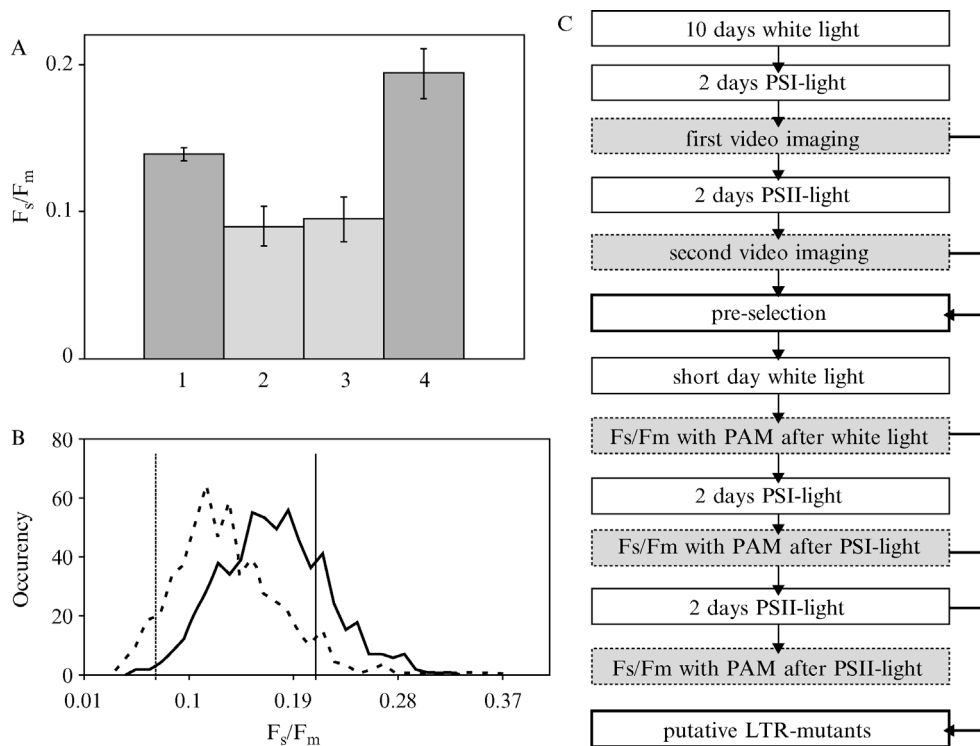 A
0.2
0.1
0
Fs/Fm
1 2 3 4
B
80
60
40
20
0
Occurency
0.01 0.1 0.19 0.28 0.37
Fs/Fm
C
10 days white light
2 days PSI-light
first video imaging
2 days PSII-light
second video imaging
pre-selection
short day white light
Fs/Fm with PAM after white light
2 days PSI-light
Fs/Fm with PAM after PSI-light
2 days PSII-light
Fs/Fm with PAM after PSII-light
putative LTR-mutants